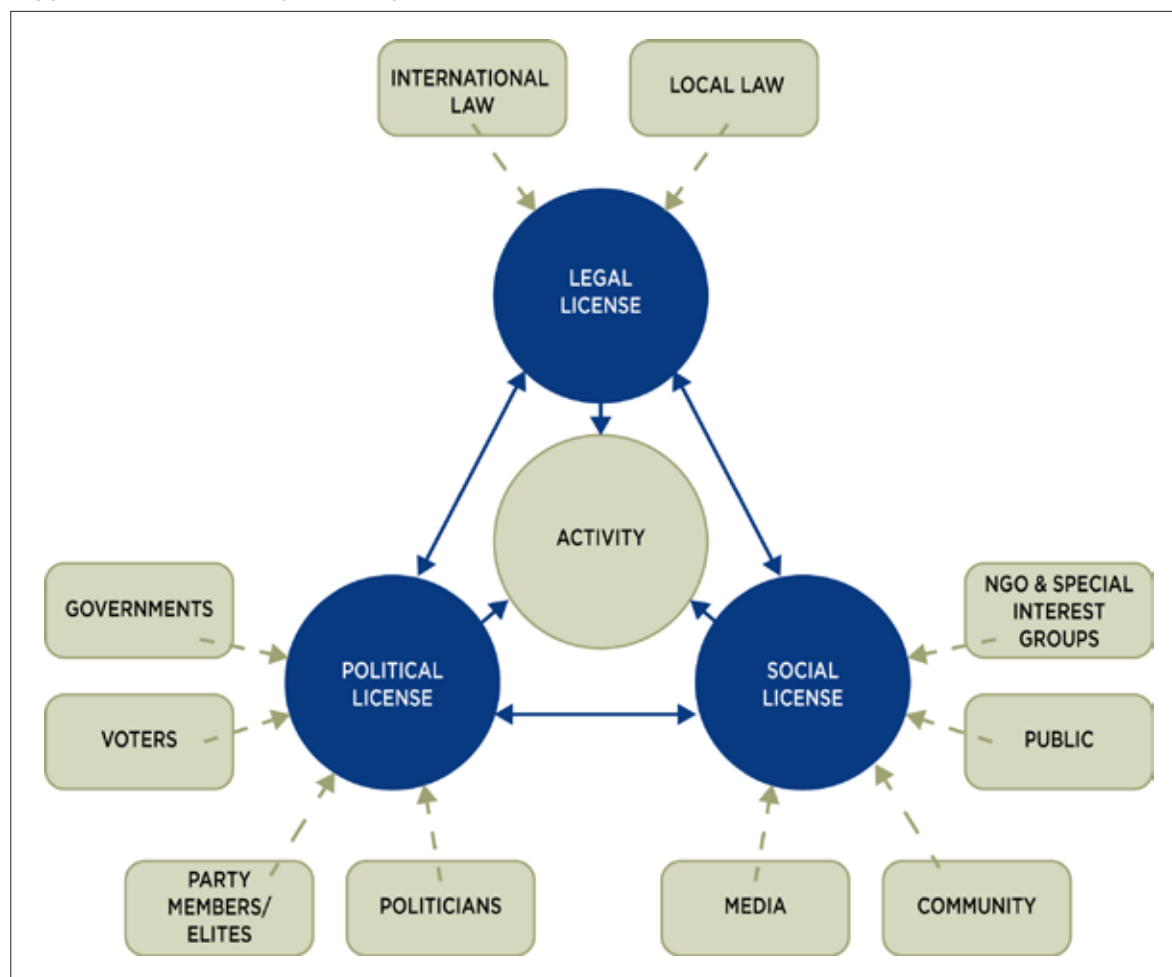 INTERNATIONAL
LAW
LOCAL LAW
LEGAL
LICENSE
ACTIVITY
GOVERNMENTS
VOTERS
POLITICAL
LICENSE
SOCIAL
LICENSE
NGO & SPECIAL
INTEREST
GROUPS
PUBLIC
PARTY
MEMBERS/
ELITES
POLITICIANS
MEDIA
COMMUNITY